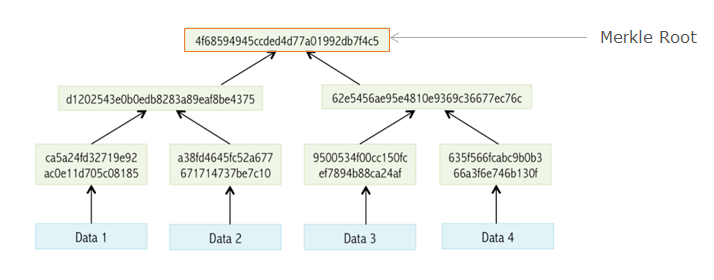 4f68594945ccded4d77a01992db7f4c5
Merkle Root
d1202543e0b0edb8283a89eaf8be4375
62e5456ae95e4810e9369c36677ec76c
ca5a24fd32719e92
ac0e11d705c08185
a38fd4645fc52a677
671714737be7c10
9500534f00cc150fc
ef7894b88ca24af
635f566fcabc9b0b3
66a3f6e746b130f
Data 1
Data 2
Data 3
Data 4